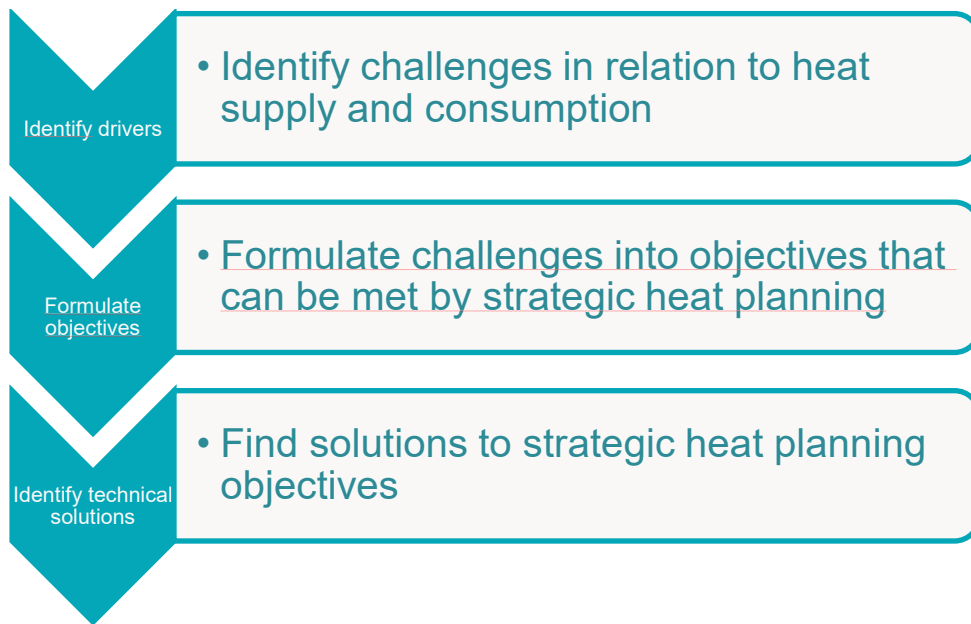 Identify drivers
• Identify challenges in relation to heat
supply and consumption
Formulate
objectives
• Formulate challenges into objectives that
can be met by strategic heat planning
Identify technical
solutions
• Find solutions to strategic heat planning
objectives